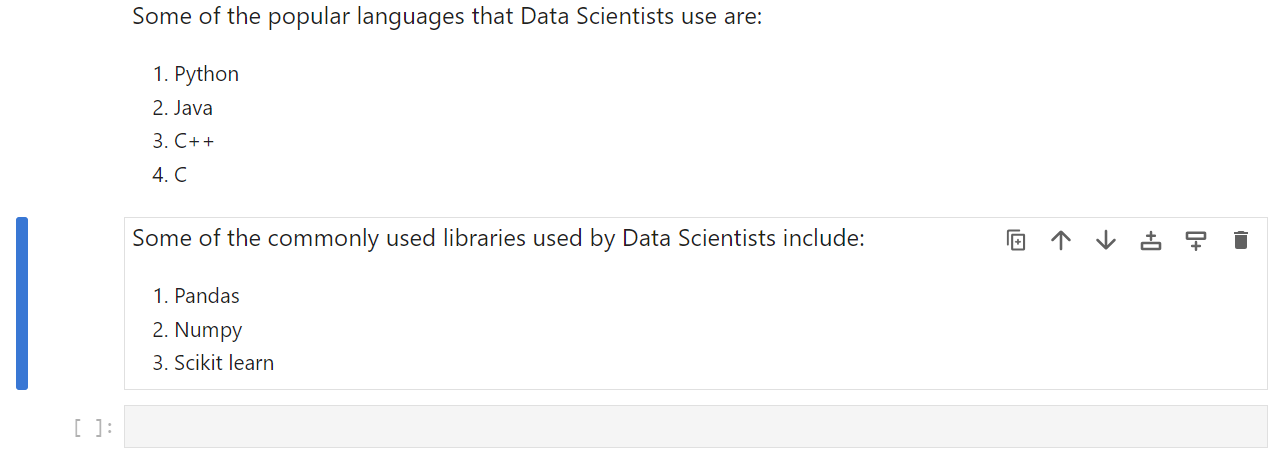 Some of the popular languages that Data Scientists use are:
1. Python
2. Java
3. C++
4. C
Some of the commonly used libraries used by Data Scientists include:
1. Pandas
2. Numpy
3. Scikit learn
[ ]: